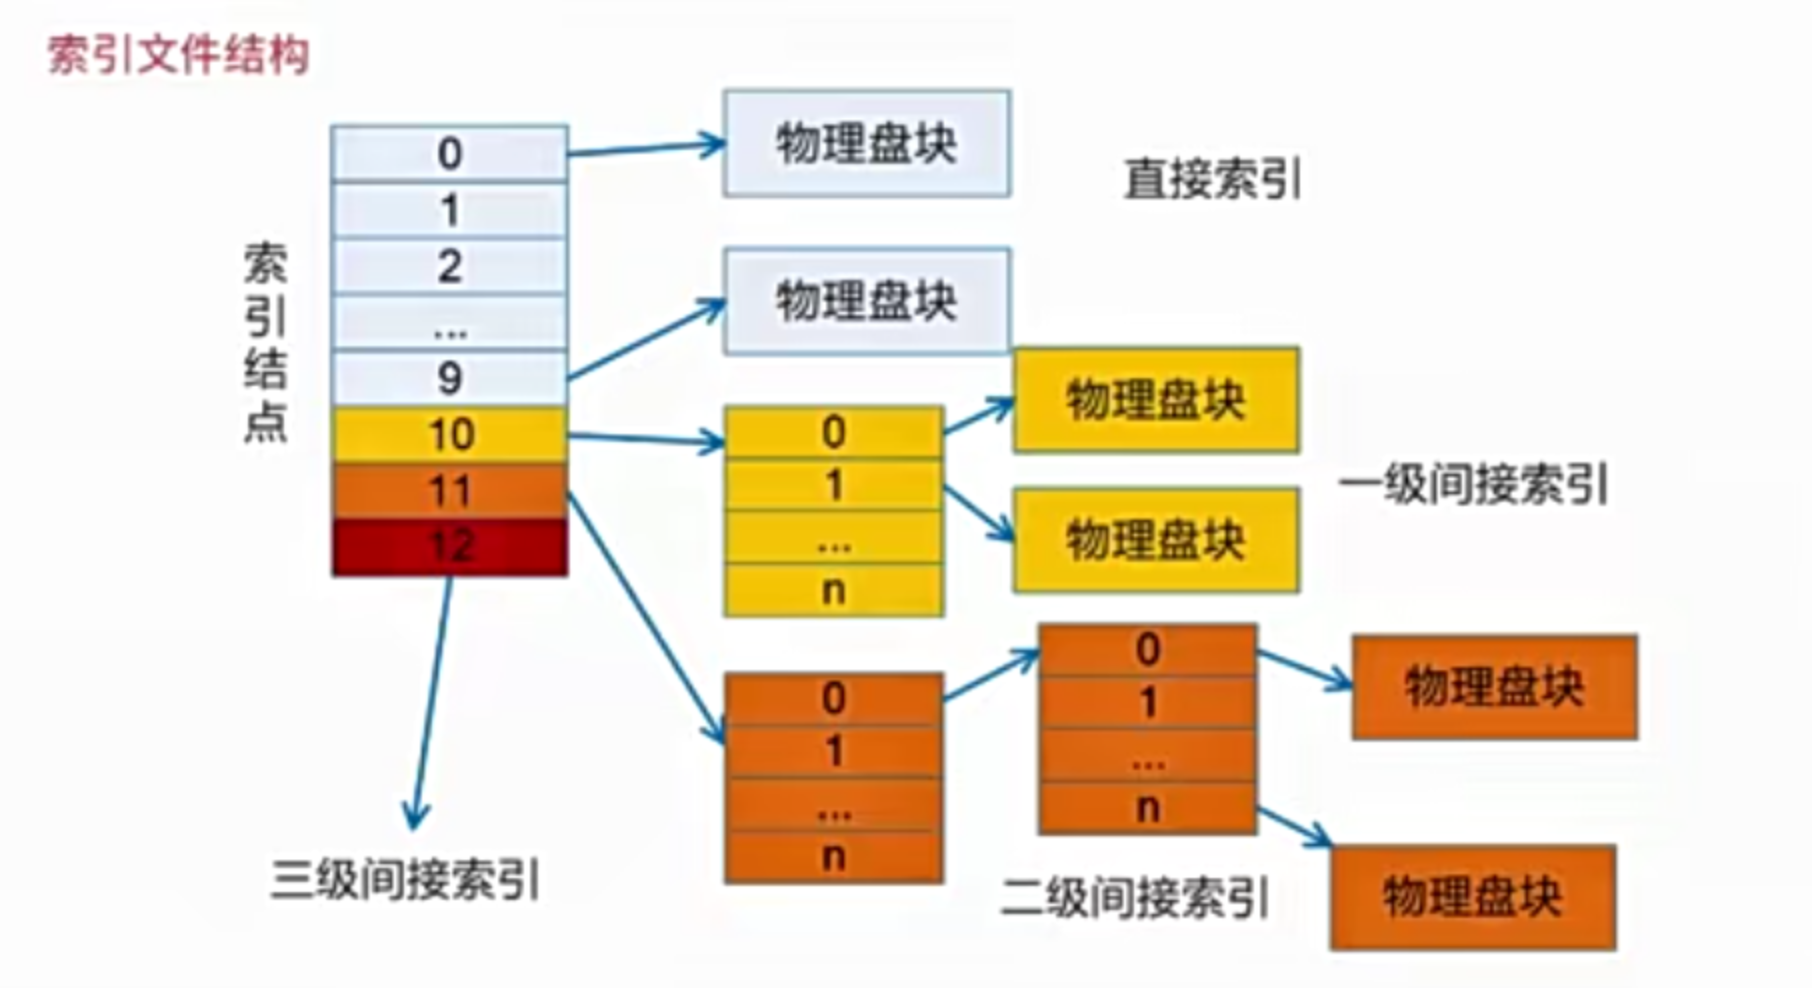 索引文件结构
索引结点
0
1
2
...
9
10
11
12
物理盘块
直接索引
物理盘块
0
1
...
n
物理盘块
物理盘块
一级间接索引
0
1
...
n
0
1
...
n
物理盘块
物理盘块
二级间接索引
三级间接索引